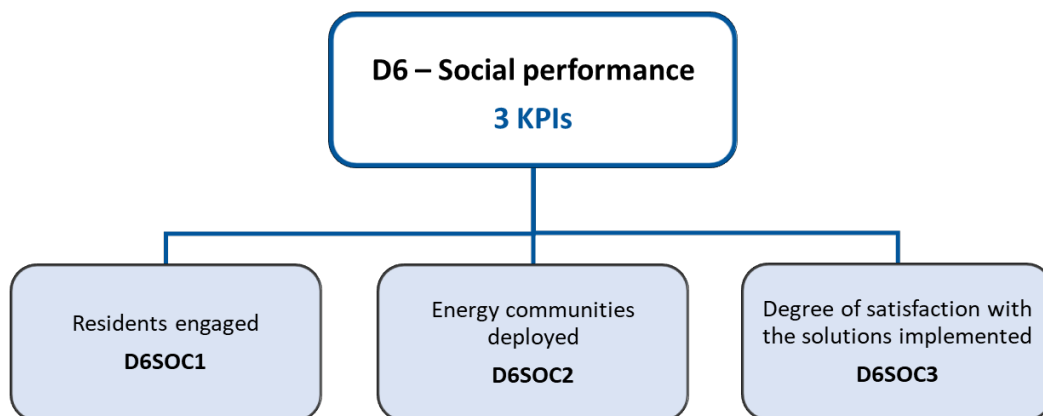 D6 – Social performance
3 KPIs
Residents engaged
D6SOC1
Energy communities
deployed
D6SOC2
Degree of satisfaction with
the solutions implemented
D6SOC3